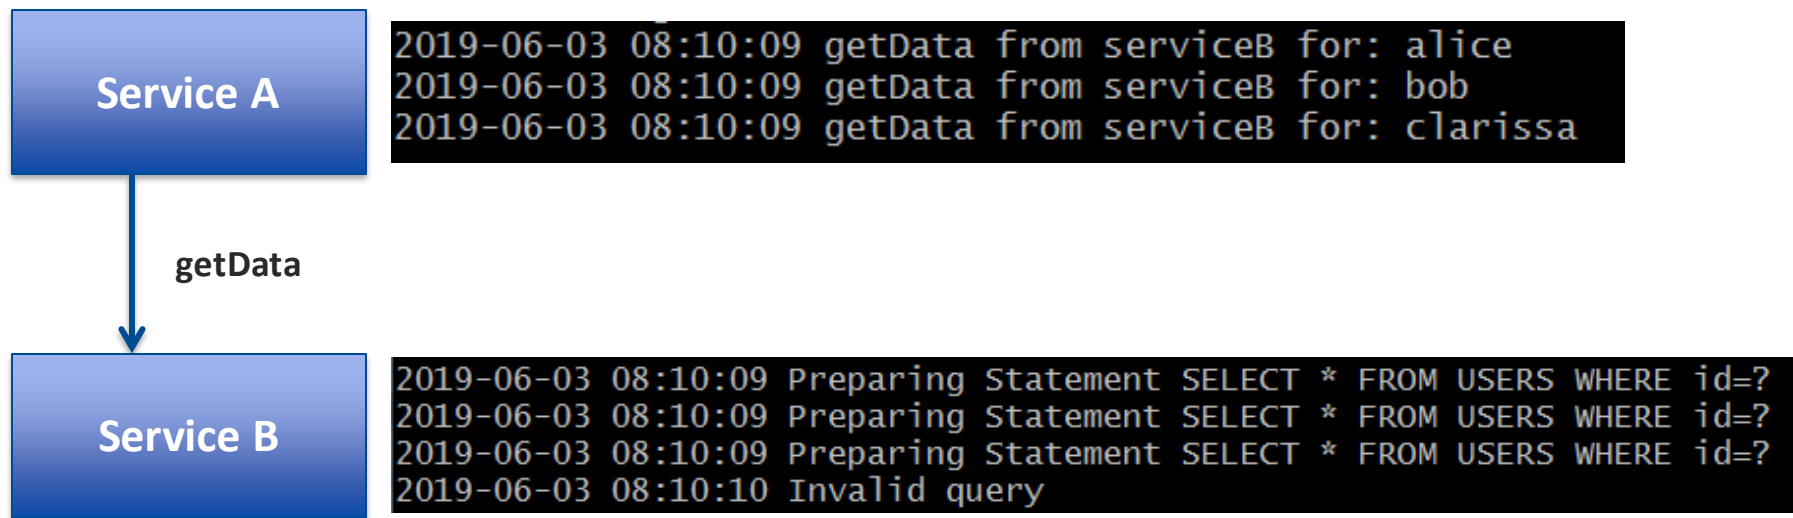 Service A
2019-06-03 08:10:09 getData from serviceB for: alice
2019-06-03 08:10:09 getData from serviceB for: bob
2019-06-03 08:10:09 getData from serviceB for: clarissa
getData
Service B
2019-06-03 08:10:09 Preparing Statement SELECT * FROM USERS WHERE id=?
2019-06-03 08:10:09 Preparing Statement SELECT * FROM USERS WHERE id=?
2019-06-03 08:10:09 Preparing Statement SELECT * FROM USERS WHERE id=?
2019-06-03 08:10:10 Invalid query